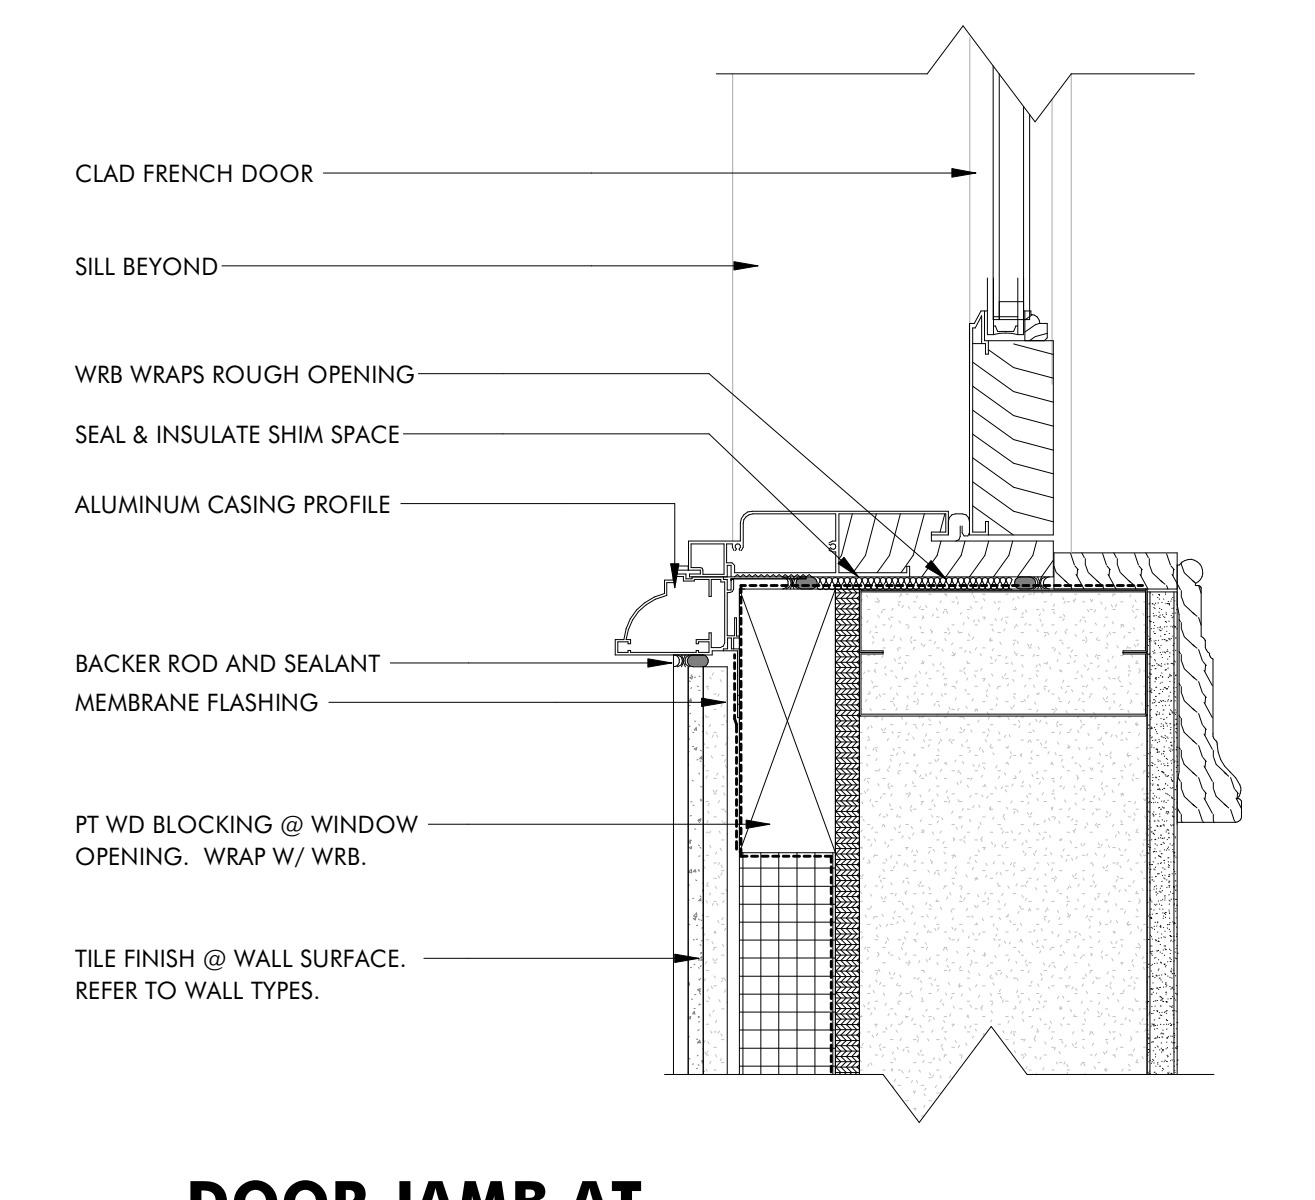 CLAD FRENCH DOOR
SILL BEYOND
WRB WRAPS ROUGH OPENING
SEAL & INSULATE SHIM SPACE
ALUMINUM CASING PROFILE
BACKER ROD AND SEALANT
MEMBRANE FLASHING
PT WD BLOCKING @ WINDOW
OPENING.  WRAP W/ WRB.
TILE FINISH @ WALL SURFACE.
REFER TO WALL TYPES.
DOOR JAMB AT